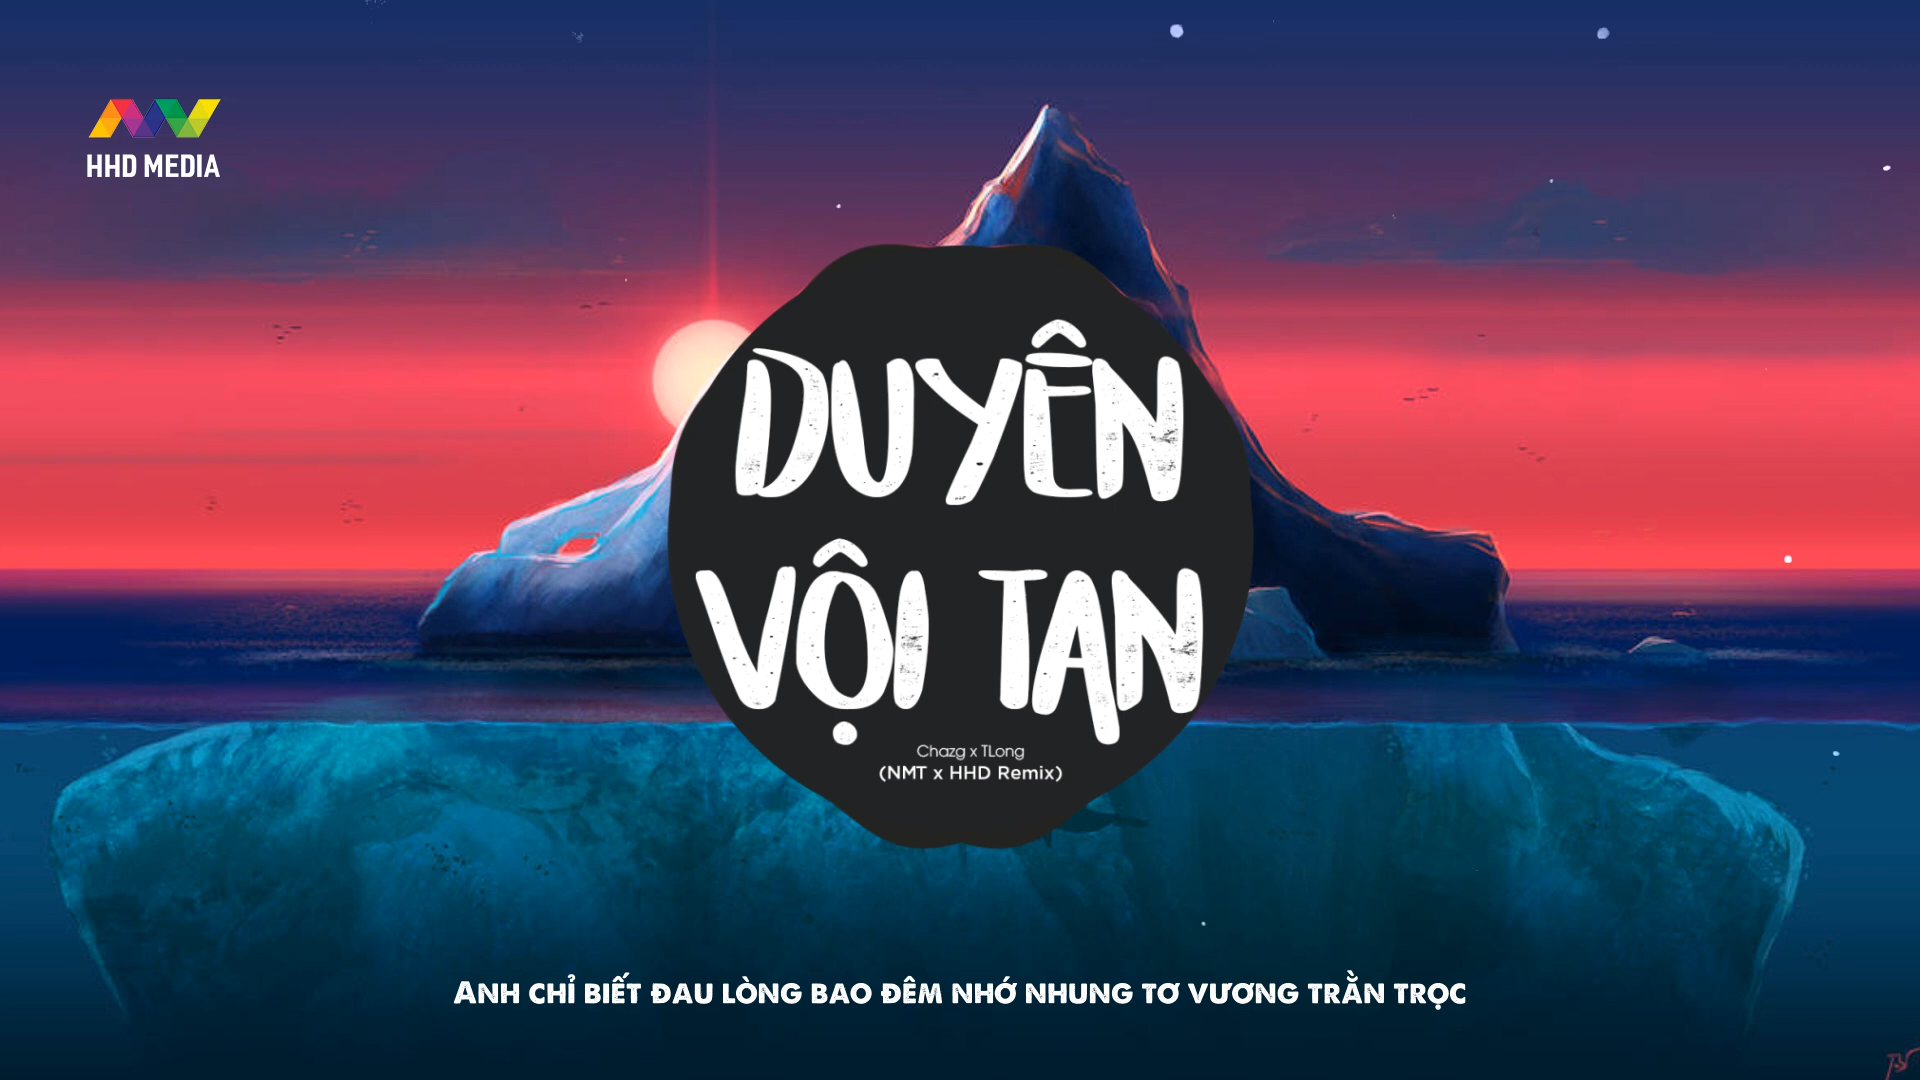 HHD MEDIA
DUYÊN
VỘI TAN
Chazg x TLong
(NMT x HHD Remix)
ANH CHỈ BIẾT ĐAU LÒNG BAO ĐÊM NHỚ NHUNG TƠ VƯƠNG TRẰN TRỌC